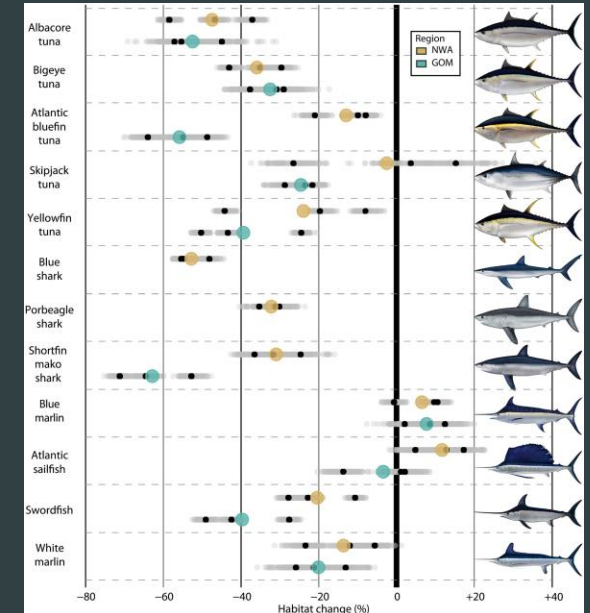 Albacore
tuna
Region
NWA
GOM
Bigeye
tuna
Atlantic
bluefin
tuna
Skipjack
tuna
Yellowfin
tuna
Blue
shark
Porbeagle
shark
Shortfin
mako
shark
Blue
marlin
Atlantic
sailfish
Swordfish
White
marlin
−80 −60 −40 −20 0 +20 +40
Habitat change (%)